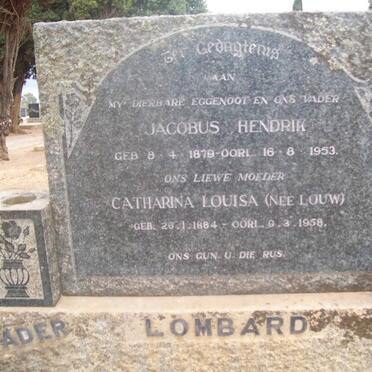 Ter Gedagtenis
AAN
MY DIERBARE EGGENOOT EN ONS VADER
JACOBUS HENDRIK
GEB. 8-4-1879-OORL. 16-8-1953.
ONS LIEWE MOEDER
CATHARINA LOUISA (NEE LOUW)
GEB. 26-1-1884-OORL. 9-3-1958.
ONS GUN U DIE RUS.
VADER LOMBARD